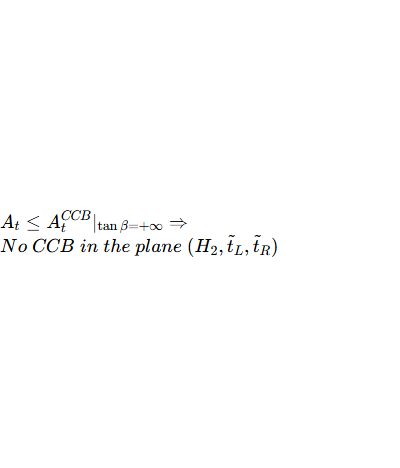 A_t ≤ A_t^{CCB}|_{tan β=+∞} ⇒
No CCB in the plane (H_2, t̃_L, t̃_R)